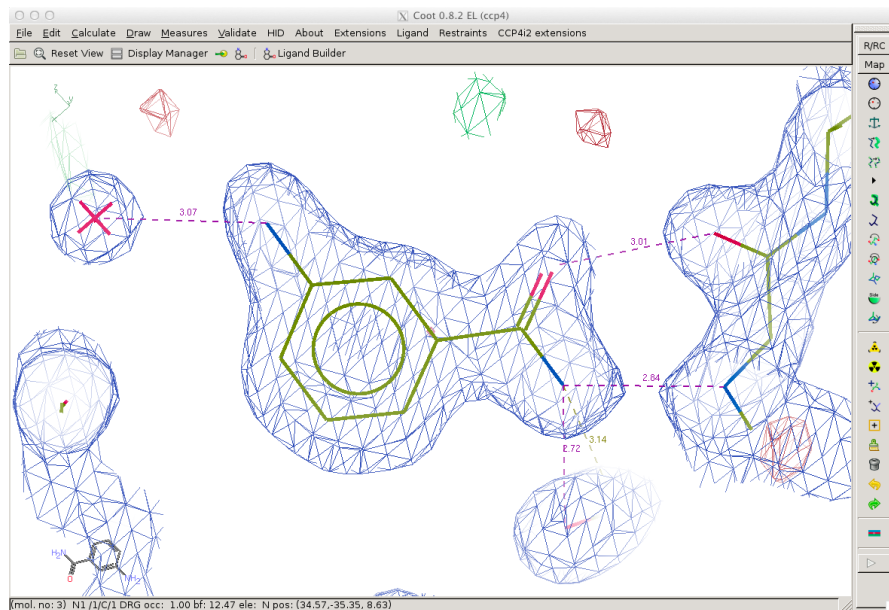 Coot 0.8.2 EL (ccp4)
File Edit Calculate Draw Measures Validate HID About Extensions Ligand Restraints CCP4i2 extensions
Reset View Display Manager Ligand Builder
R/RC
Map
z
y
3.07
3.01
2.84
3.14
2.72
Side
H₂N
O
NH₂
(mol. no: 3) N1 /1/C/1 DRG occ: 1.00 bf: 12.47 ele: N pos: (34.57,-35.35, 8.63)